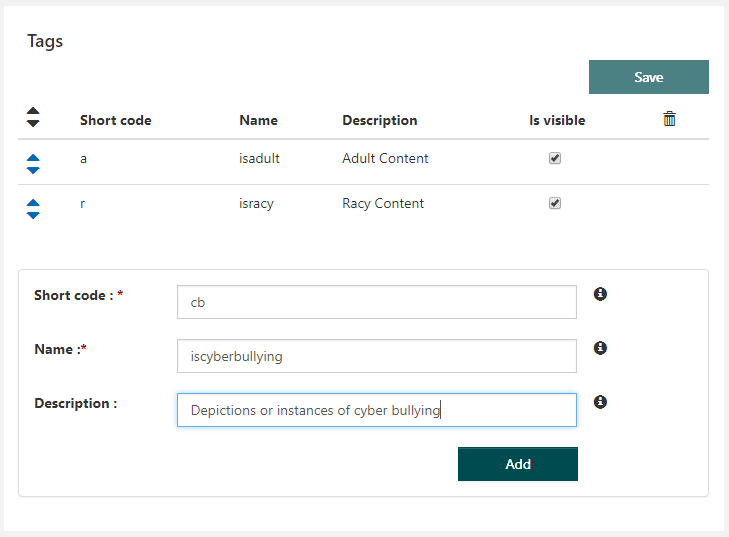 Tags
Save
Short code Name Description Is visible
a isadult Adult Content
r isracy Racy Content
Short code : * cb
Name :* iscyberbullying
Description : Depictions or instances of cyber bullying
Add